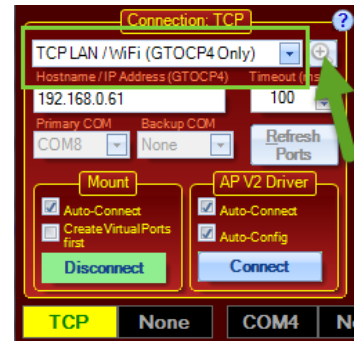 Connection: TCP
?
TCP LAN / WiFi (GTOCP4 Only)
Hostname / IP Address (GTOCP4) Timeout (ms
192.168.0.61 100
Primary COM Backup COM
COM8 None Refresh Ports
Mount AP V2 Driver
Auto-Connect Auto-Connect
Create Virtual Ports first Auto-Config
Disconnect Connect
TCP None COM4 N